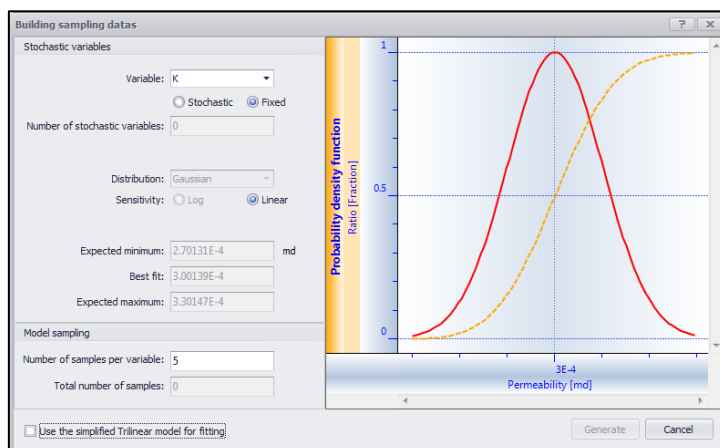 Building sampling datas
Stochastic variables
Variable: K
Stochastic Fixed
Number of stochastic variables: 0
Distribution: Gaussian
Sensitivity: Log Linear
Expected minimum: 2.70131E-4 md
Best fit: 3.00139E-4
Expected maximum: 3.30147E-4
Model sampling
Number of samples per variable: 5
Total number of samples: 0
Use the simplified Trilinear model for fitting
Probability density function
Ratio [Fraction]
1
0.5
0
3E-4
Permeability [md]
Generate Cancel